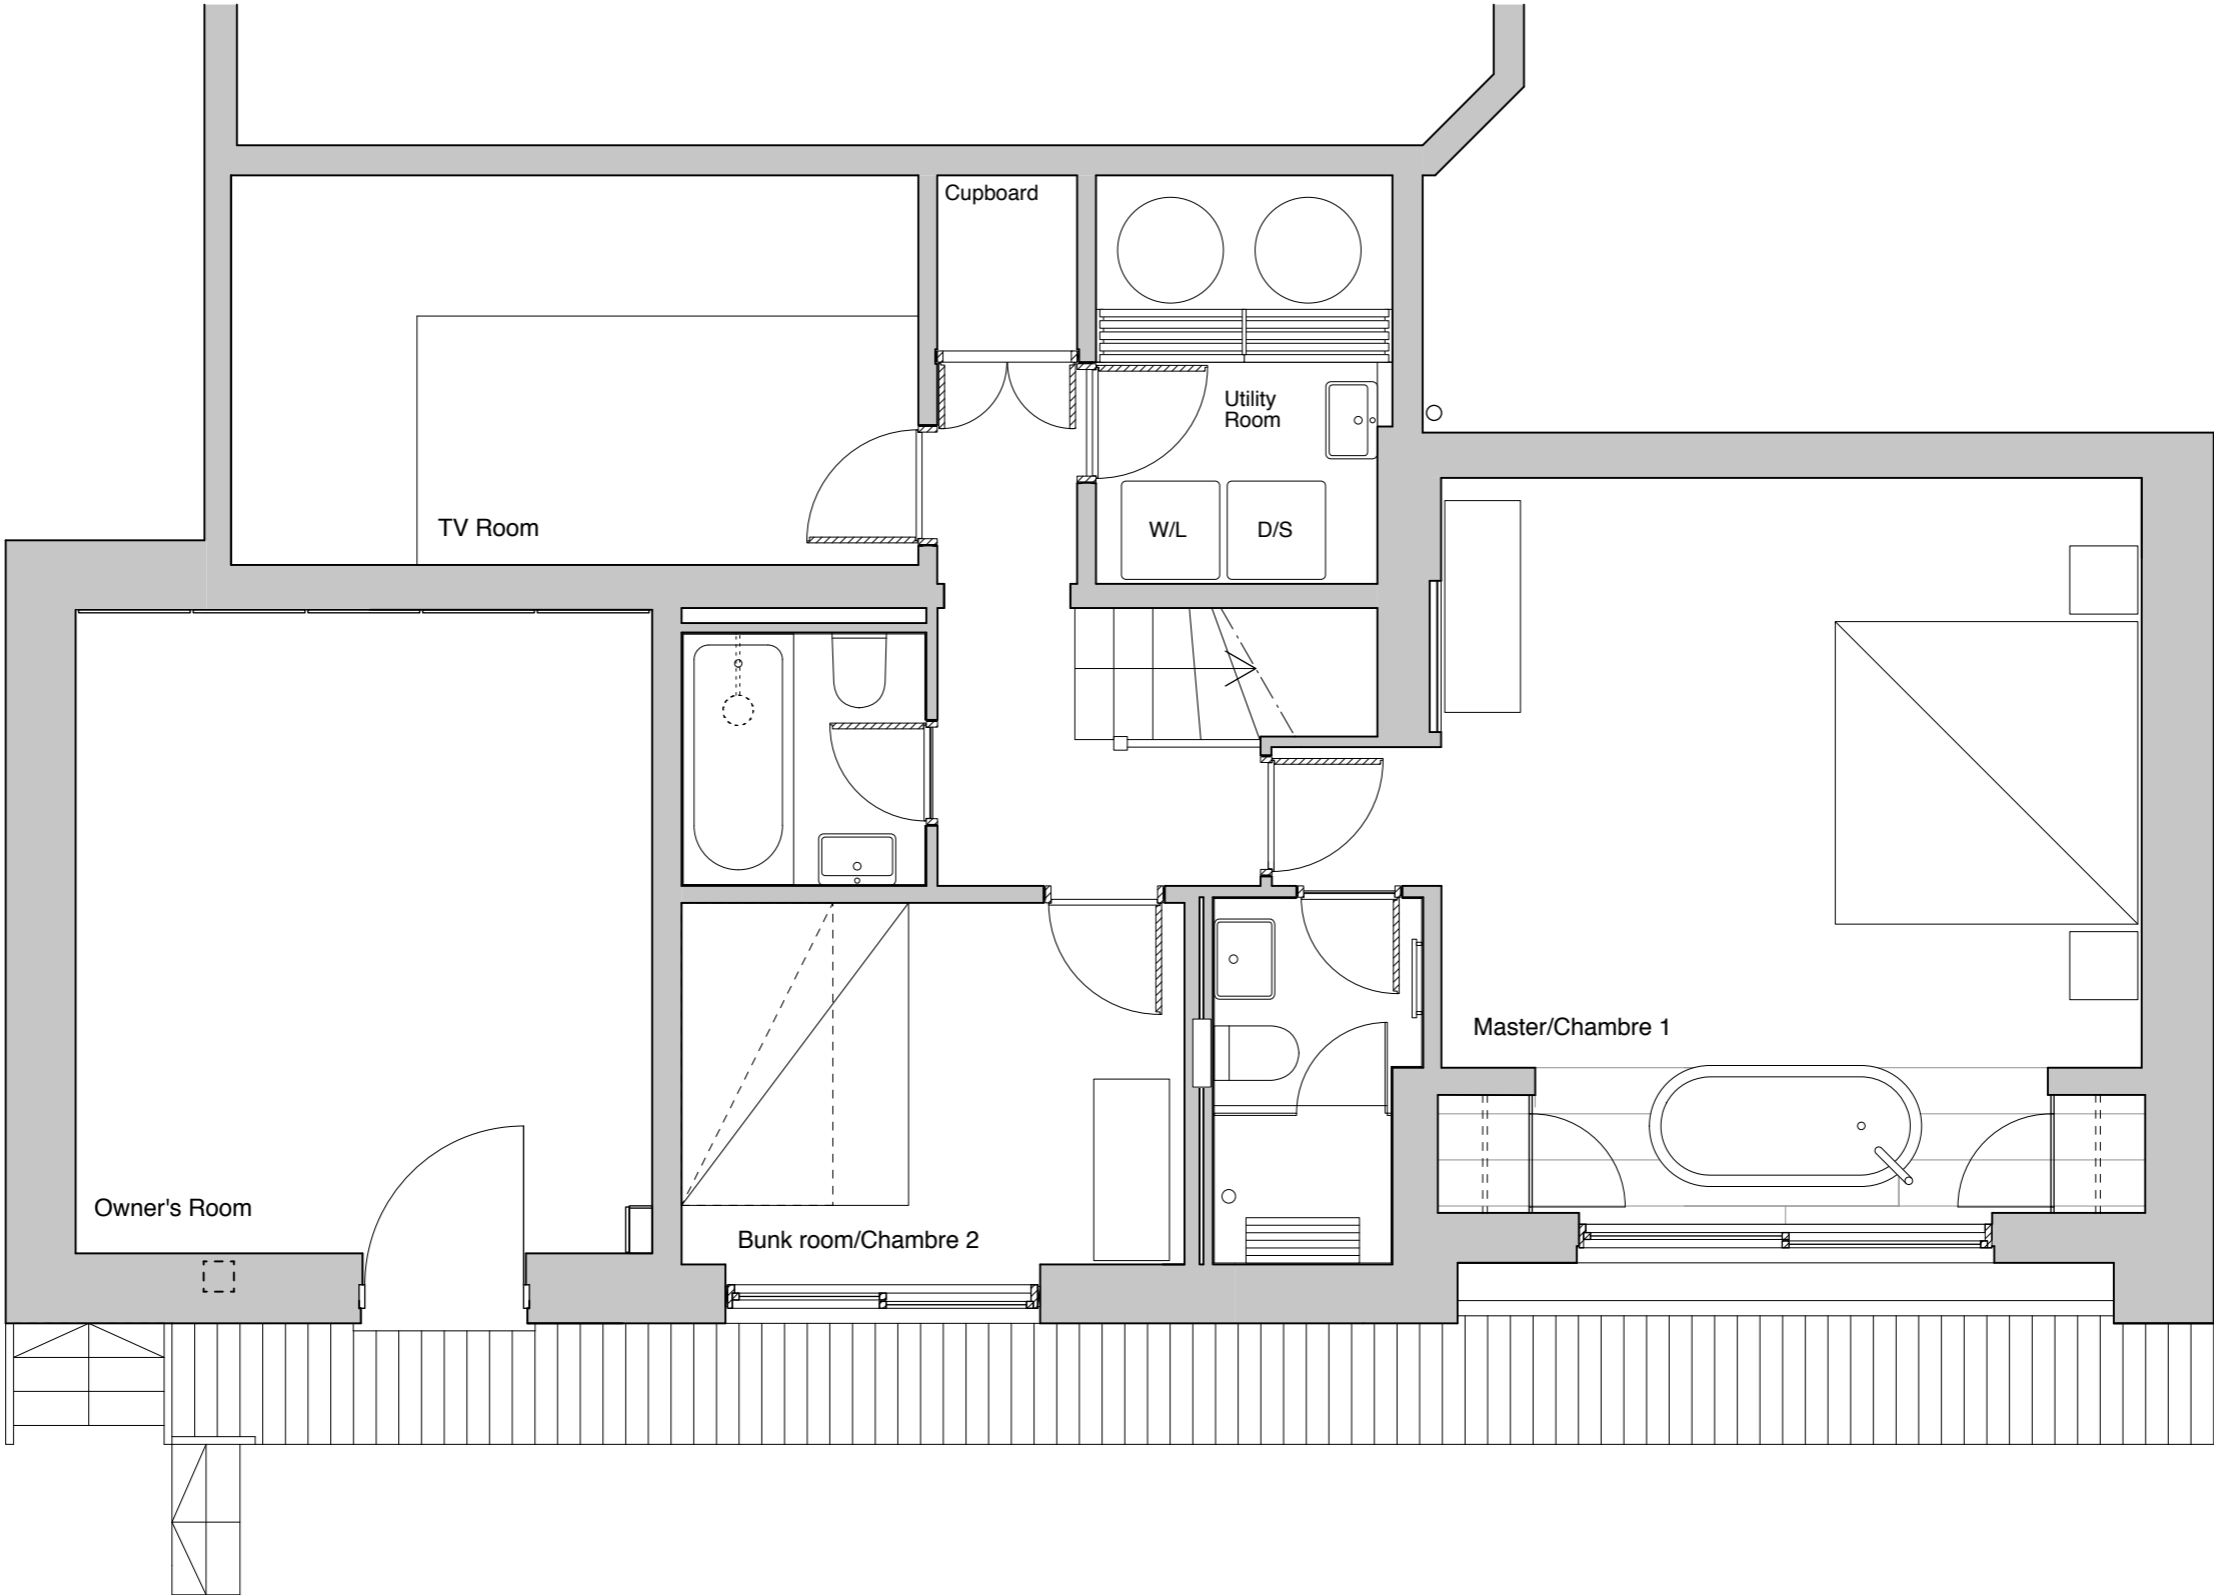 Cupboard
Utility
Room
TV Room
W/L
D/S
Master/Chambre 1
Owner's Room
Bunk room/Chambre 2